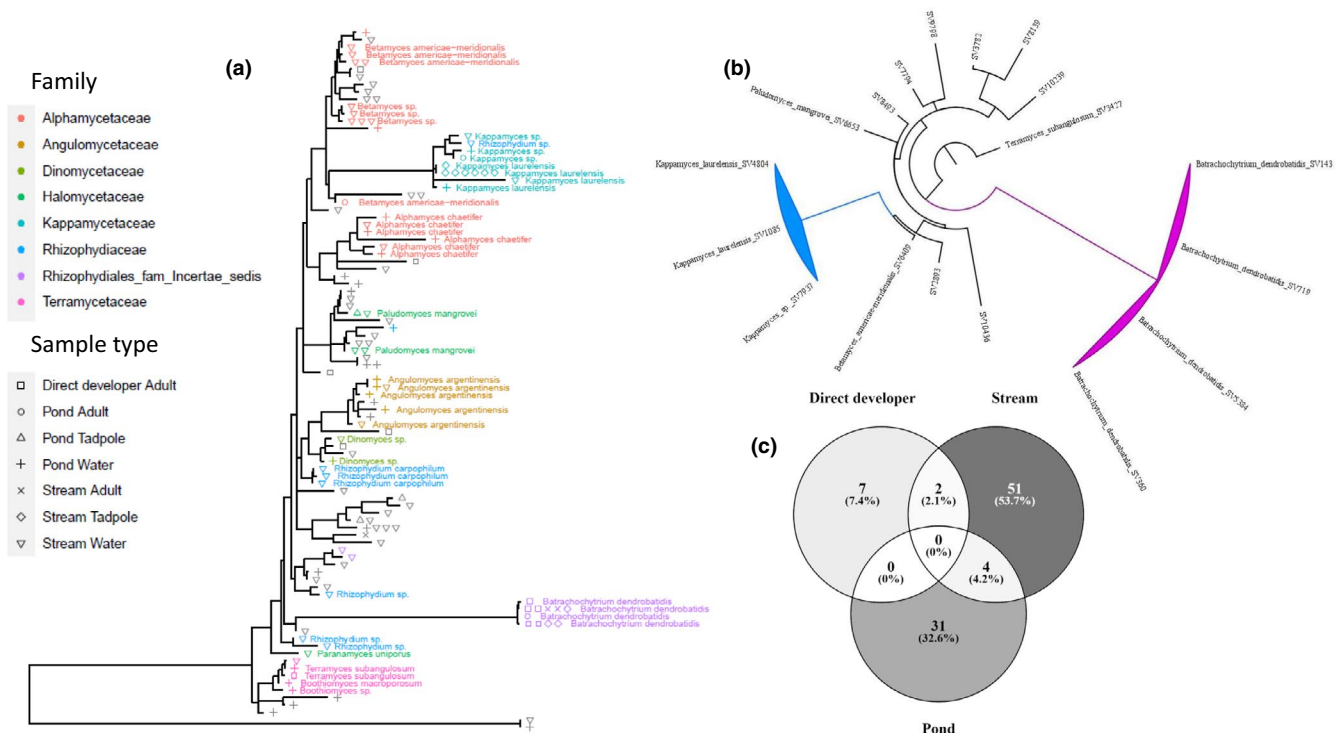 Family
Alphamycetaceae
Angulomycetaceae
Dinomycetaceae
Halomycetaceae
Kappamycetaceae
Rhizophydiaceae
Rhizophydiales_fam_Incertae_sedis
Terramycetaceae
Sample type
Direct developer Adult
Pond Adult
Pond Tadpole
Pond Water
Stream Adult
Stream Tadpole
Stream Water
(a)
Betamyces americae-meridionalis
Betamyces americae-meridionalis
Betamyces americae-meridionalis
Betamyces sp.
Betamyces sp.
Betamyces sp.
Kappamyces sp.
Rhizophydium sp.
Kappamyces sp.
Kappamyces sp.
Kappamyces laurelensis
Kappamyces laurelensis
Kappamyces laurelensis
Kappamyces laurelensis
Betamyces americae-meridionalis
Alphamyces chaetifer
Alphamyces chaetifer
Alphamyces chaetifer
Alphamyces chaetifer
Alphamyces chaetifer
Paludomyces mangrovei
Paludomyces mangrovei
Angulomyces argentinensis
Angulomyces argentinensis
Angulomyces argentinensis
Angulomyces argentinensis
Angulomyces argentinensis
Dinomyces sp.
Dinomyces sp.
Rhizophydium carpophilum
Rhizophydium carpophilum
Rhizophydium carpophilum
Rhizophydium sp.
Batrachochytrium dendrobatidis
Batrachochytrium dendrobatidis
Batrachochytrium dendrobatidis
Batrachochytrium dendrobatidis
Rhizophydium sp.
Rhizophydium sp.
Paranamyces uniporus
Terramyces subangulosum
Terramyces subangulosum
Boothiomyces macroporosum
Boothiomyces sp.
(b)
SV9798
SV3782
SV8139
SV7794
SV10239
SV8493
Paludomyces_mangrovei_SV6653
Terramyces_subangulosum_SV3427
Kappamyces_laurelensis_SV4804
Kappamyces_laurelensis_SV1085
Kappamyces_sp._SV7937
Betamyces_americae-meridionalis_SV6409
SV2893
SV10436
Batrachochytrium_dendrobatidis_SV143
Batrachochytrium_dendrobatidis_SV719
Batrachochytrium_dendrobatidis_SV5384
Batrachochytrium_dendrobatidis_SV360
(c)
Direct developer
Stream
7
(7.4%)
2
(2.1%)
51
(53.7%)
0
(0%)
0
(0%)
4
(4.2%)
31
(32.6%)
Pond